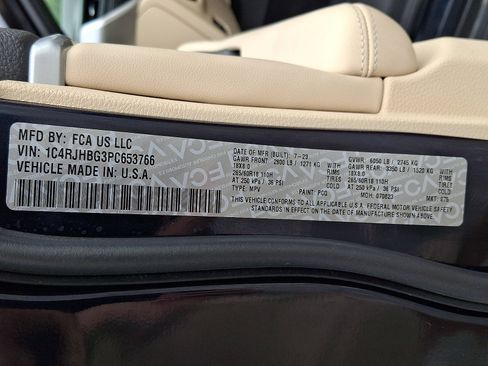 MFD BY: FCA US LLC
VIN: 1C4RJHBG3PC653766
VEHICLE MADE IN: U.S.A.
DATE OF MFR (BUILT): 7-23 GVWR: 6050 LB / 2745 KG
GAWR FRONT: 2800 LB / 1271 KG WITH GAWR REAR: 3350 LB / 1520 KG WITH
18X8.0 RIMS 18X8.0 RIMS
265/60R18 110H TIRES 265/60R18 110H TIRES
AT 250 kPa / 36 PSI COLD AT 250 kPa / 36 PSI COLD
TYPE: MPV PAINT: MDH: 070823 MKT:
THIS VEHICLE CONFORMS TO ALL APPLICABLE U.S.A. FEDERAL MOTOR VEHICLE SAFETY
STANDARDS IN EFFECT ON THE DATE OF MANUFACTURE SHOWN ABOVE.